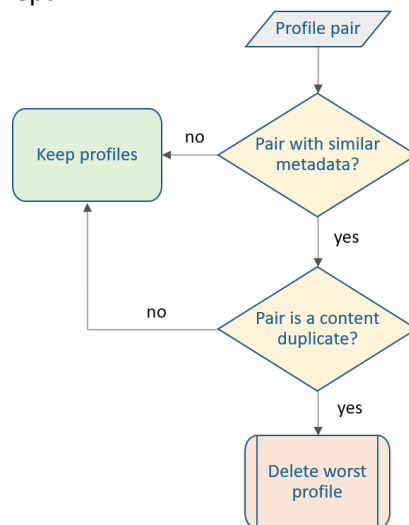 Profile pair
Pair with similar
metadata?
no
Keep profiles
yes
Pair is a content
duplicate?
no
yes
Delete worst
profile